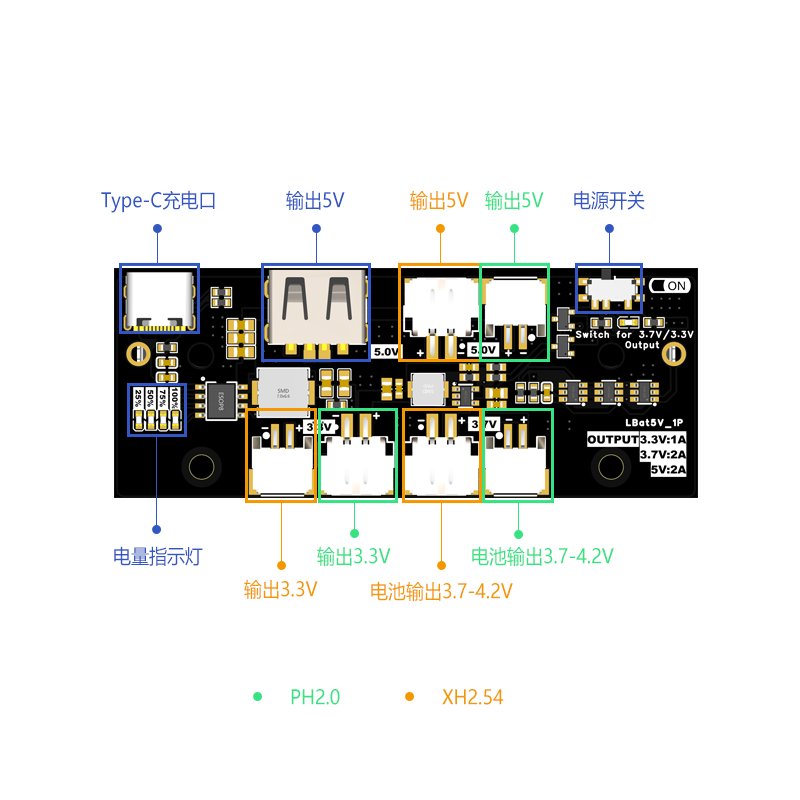 Type-C充电口
输出5V
输出5V
输出5V
电源开关
ON
5.0V
5.0V
Switch for 3.7V/3.3V
Output
25%
50%
75%
100%
SMD
3.7V
LBat5V_1P
OUTPUT 3.3V:1A
3.7V:2A
5V:2A
电量指示灯
输出3.3V
电池输出3.7-4.2V
输出3.3V
电池输出3.7-4.2V
PH2.0
XH2.54